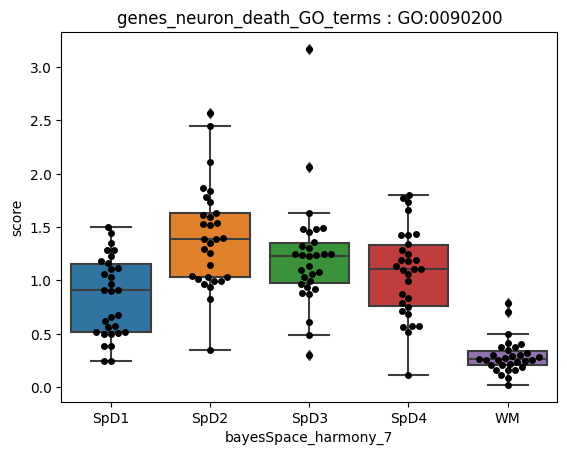 genes_neuron_death_GO_terms : GO:0090200
3.0
2.5
2.0
1.5
1.0
0.5
0.0
score
SpD1 SpD2 SpD3 SpD4 WM
bayesSpace_harmony_7